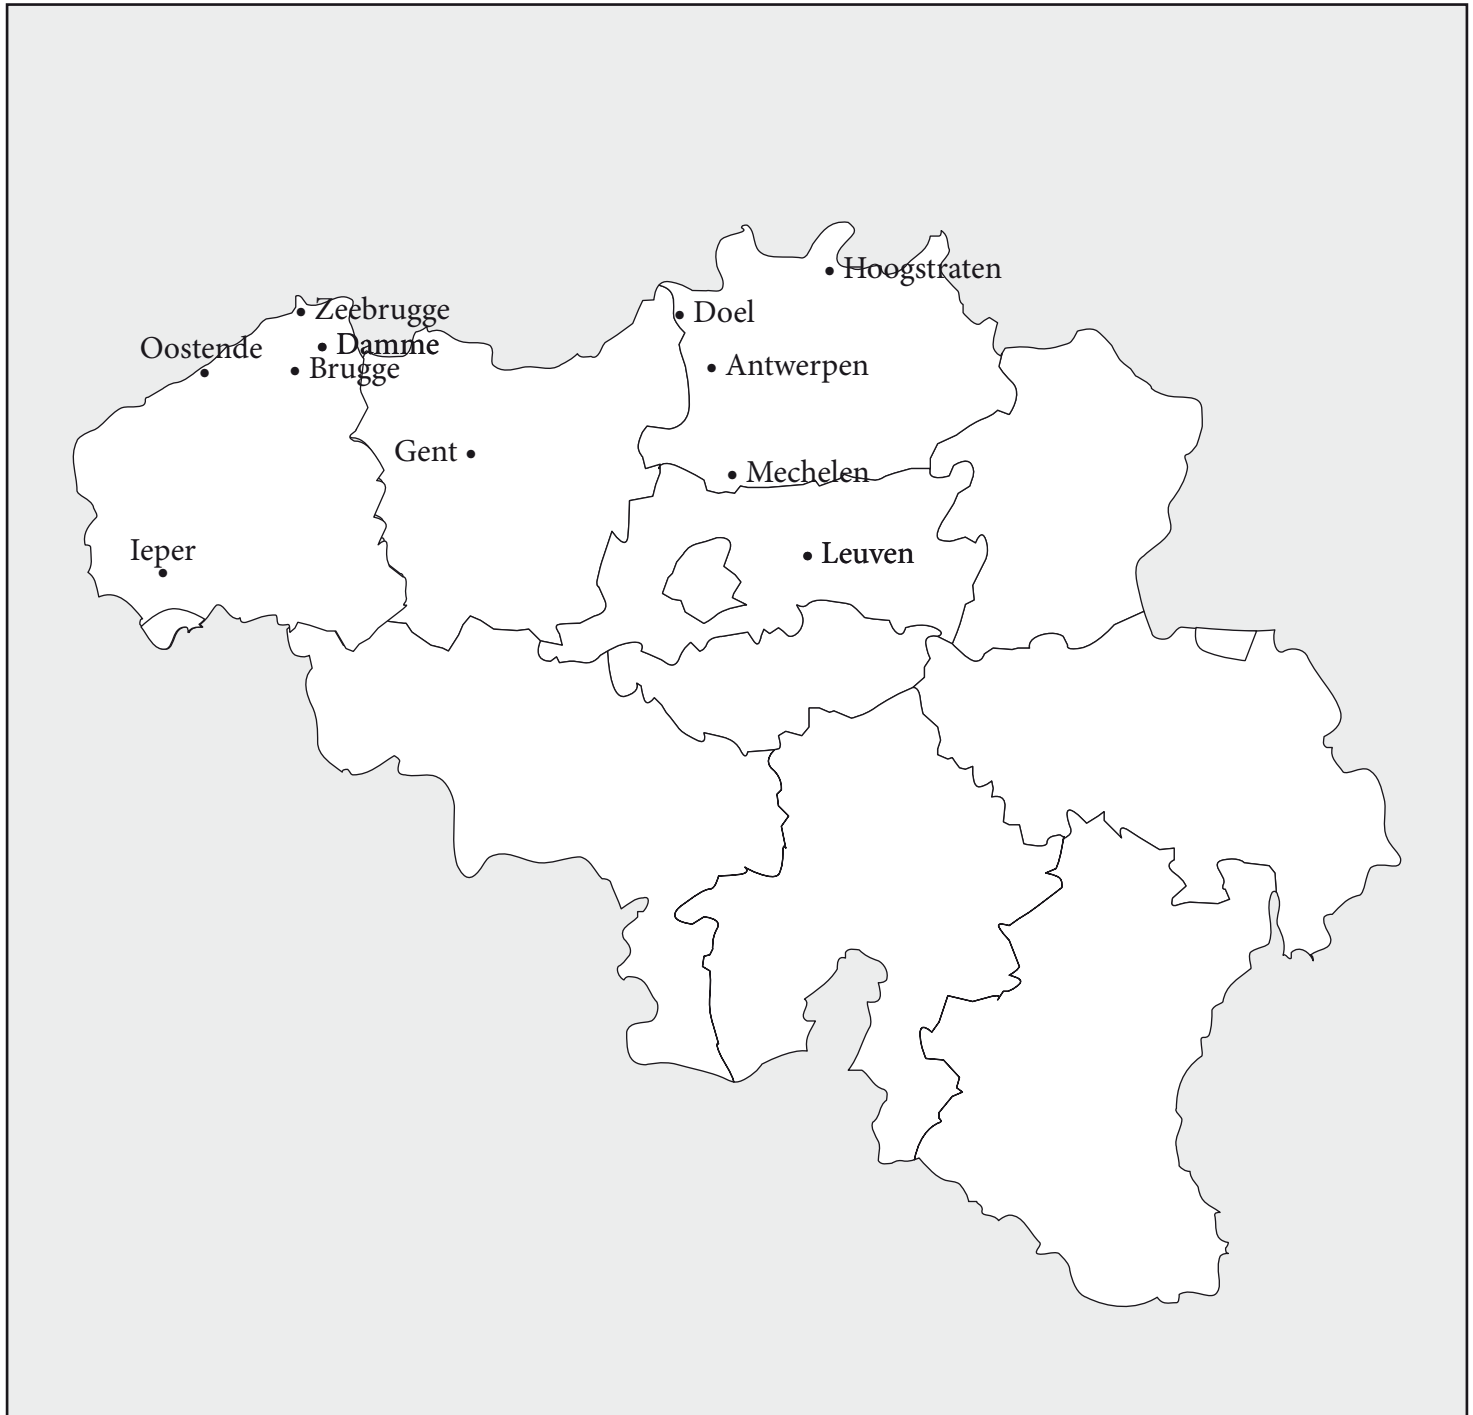 Hoogstraten
Zeebrugge
Doel
Oostende
Damme
Brugge
Antwerpen
Gent
Mechelen
Ieper
Leuven